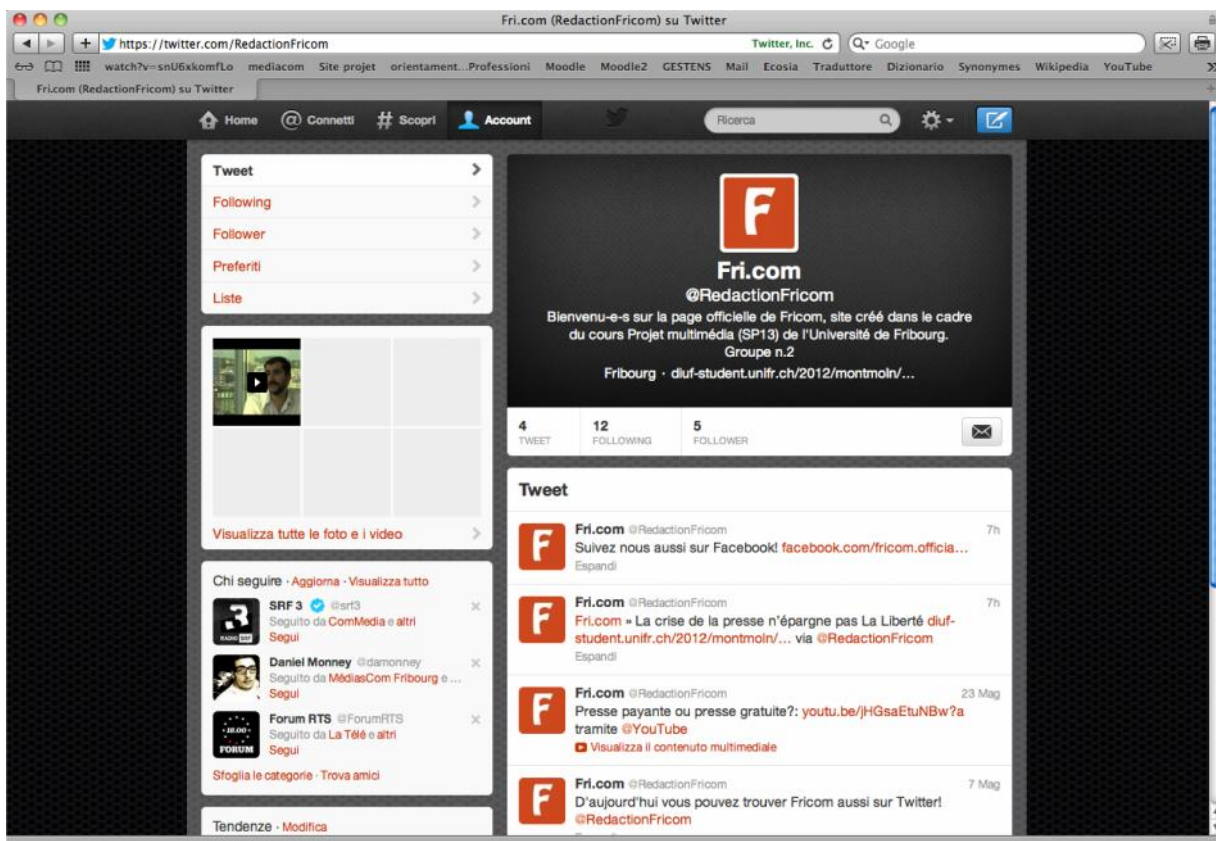 Fri.com (RedactionFricom) su Twitter
https://twitter.com/RedactionFricom
Twitter, Inc.
Google
watch?v=snU6xkomfLo mediacom Site projet orientament...Professioni Moodle Moodle2 GESTENS Mail Ecosia Traduttore Dizionario Synonymes Wikipedia YouTube
Fri.com (RedactionFricom) su Twitter
Home @ Connetti # Scopri Account Ricerca
Tweet
Following
Follower
Preferiti
Liste
Visualizza tutte le foto e i video
Chi seguire · Aggiorna · Visualizza tutto
3
RADIO SRF
SRF 3 @srf3
Seguito da ComMedia e altri
Segui
Daniel Monney @damonney
Seguito da MédiasCom Fribourg e ...
Segui
18.00
FORUM
Forum RTS @ForumRTS
Seguito da La Télé e altri
Segui
Sfoglia le categorie · Trova amici
Tendenze · Modifica
F
Fri.com
@RedactionFricom
Bienvenu-e-s sur la page officielle de Fricom, site créé dans le cadre
du cours Projet multimédia (SP13) de l'Université de Fribourg.
Groupe n.2
Fribourg · diuf-student.unifr.ch/2012/montmoln/...
4 12 5
TWEET FOLLOWING FOLLOWER
Tweet
F
Fri.com @RedactionFricom 7h
Suivez nous aussi sur Facebook! facebook.com/fricom.officia...
Espandi
F
Fri.com @RedactionFricom 7h
Fri.com » La crise de la presse n'épargne pas La Liberté diuf-
student.unifr.ch/2012/montmoln/... via @RedactionFricom
Espandi
F
Fri.com @RedactionFricom 23 Mag
Presse payante ou presse gratuite?: youtu.be/jHGsaEtuNBw?a
tramite @YouTube
Visualizza il contenuto multimediale
F
Fri.com @RedactionFricom 7 Mag
D'aujourd'hui vous pouvez trouver Fricom aussi sur Twitter!
@RedactionFricom